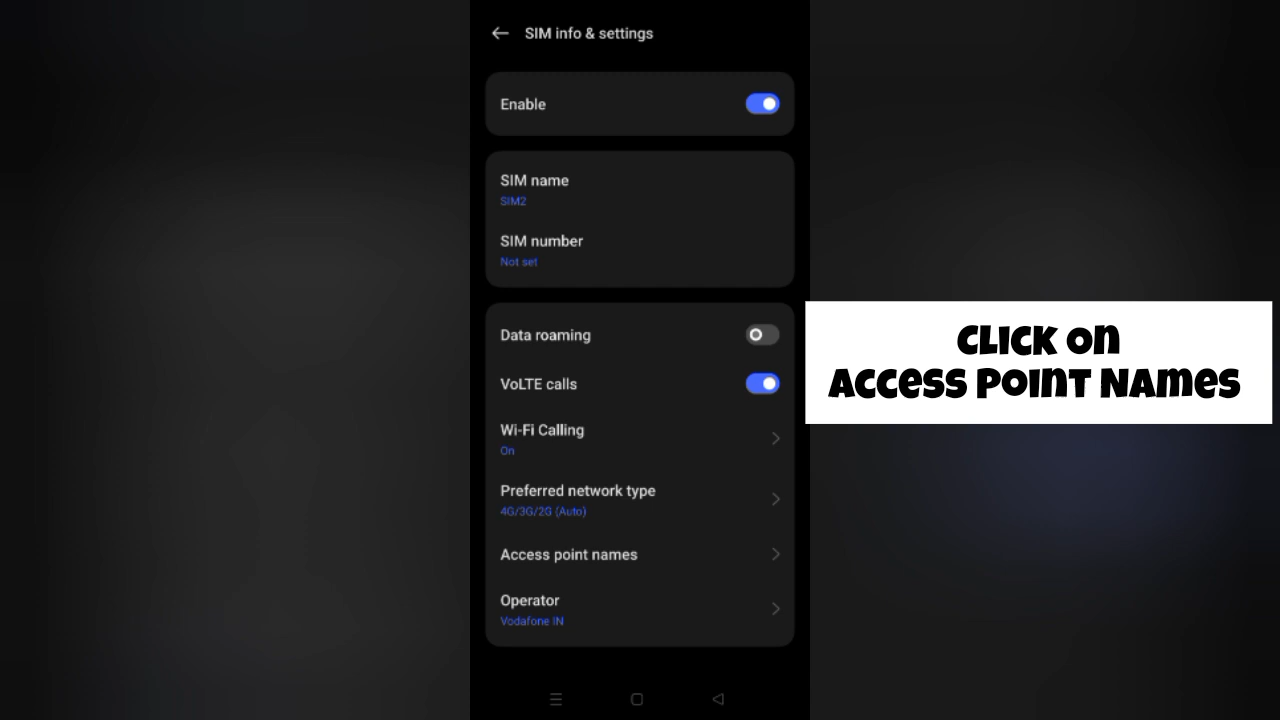 SIM info & settings
Enable
SIM name
SIM2
SIM number
Not set
Data roaming
VoLTE calls
Wi-Fi Calling
On
Preferred network type
4G/3G/2G (Auto)
Access point names
Operator
Vodafone IN
Click on
Access Point Names